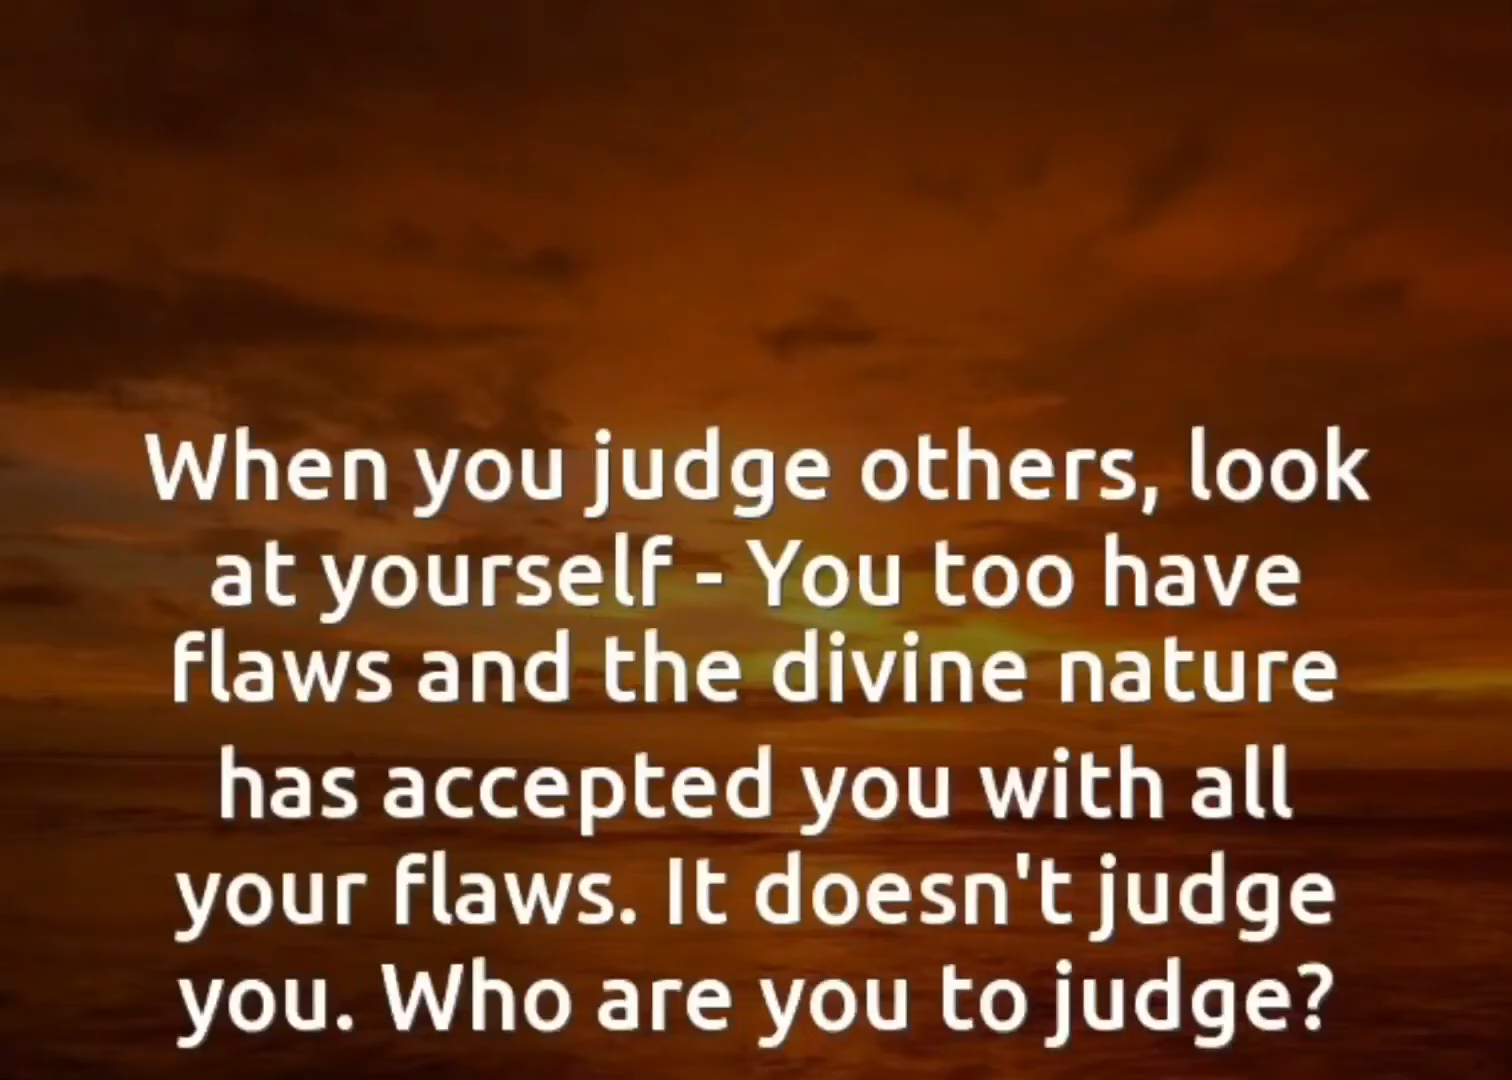 When you judge others, look
at yourself - You too have
flaws and the divine nature
has accepted you with all
your flaws. It doesn't judge
you. Who are you to judge?